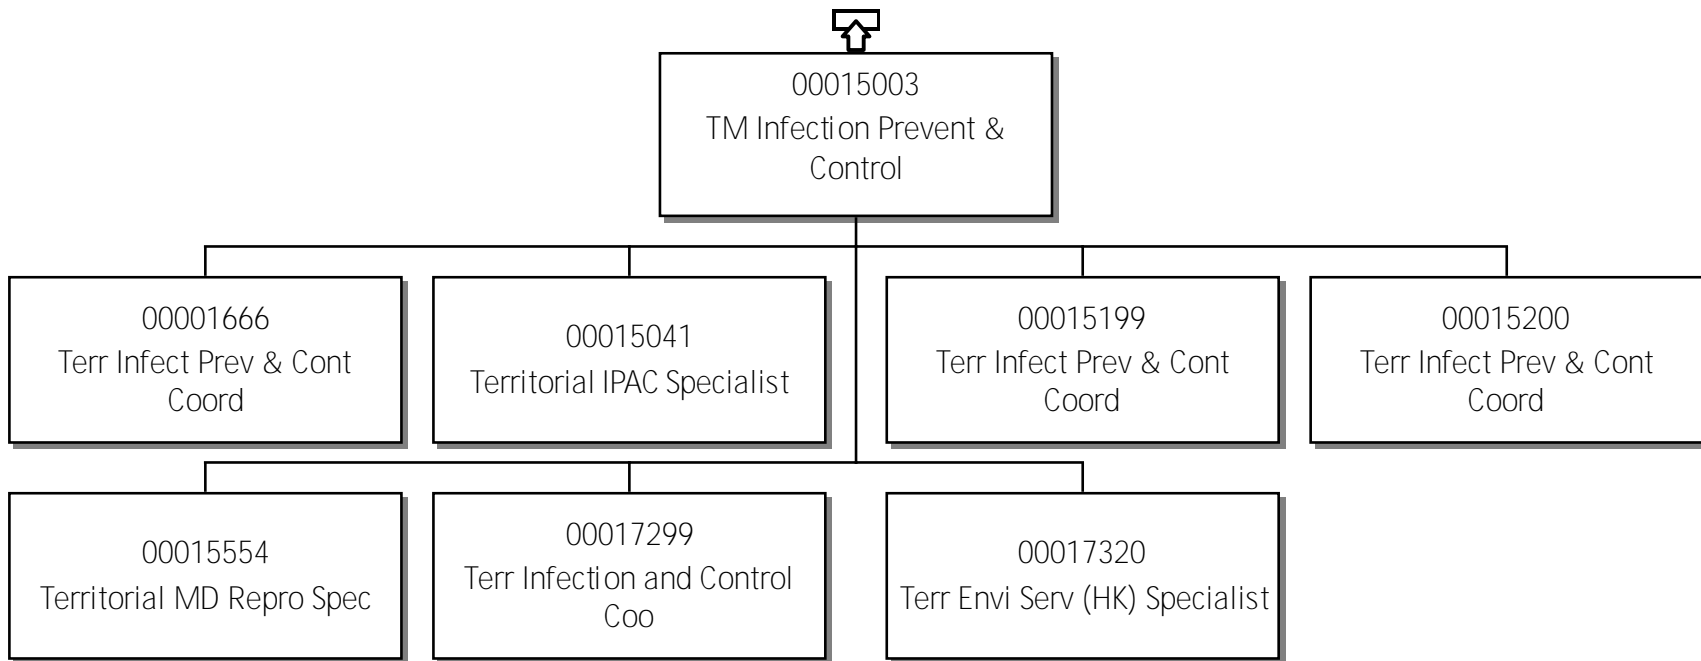 00015003
TM Infection Prevent &
Control
00001666
Terr Infect Prev & Cont
Coord
00015041
Territorial IPAC Specialist
00015199
Terr Infect Prev & Cont
Coord
00015200
Terr Infect Prev & Cont
Coord
00015554
Territorial MD Repro Spec
00017299
Terr Infection and Control
Coo
00017320
Terr Envi Serv (HK) Specialist